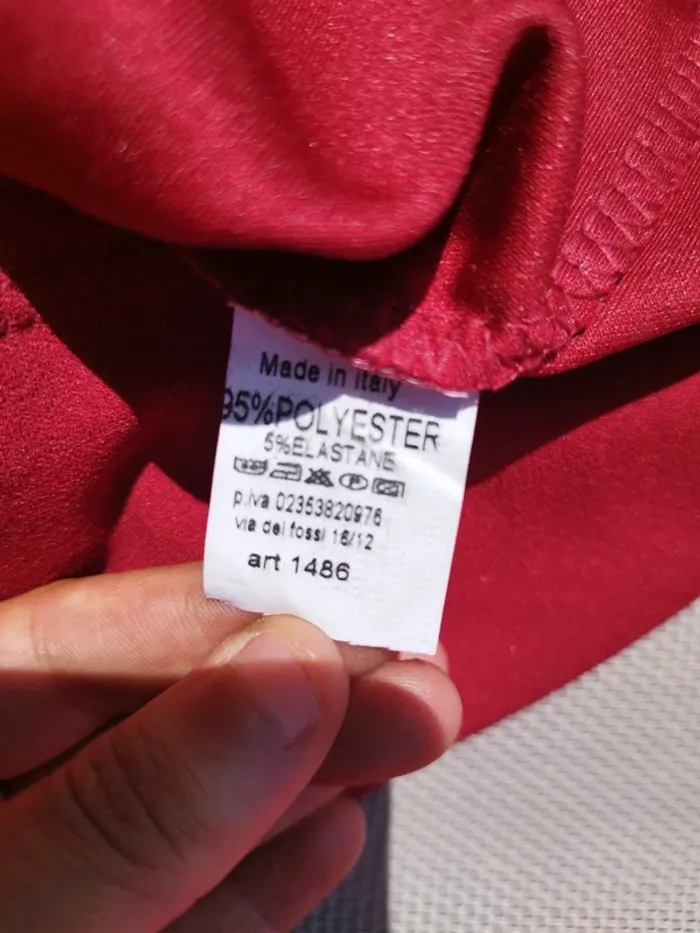 Made in Italy
95%POLYESTER
5%ELASTANE
p.iva 02353820976
via dei fossi 16/12
art 1486